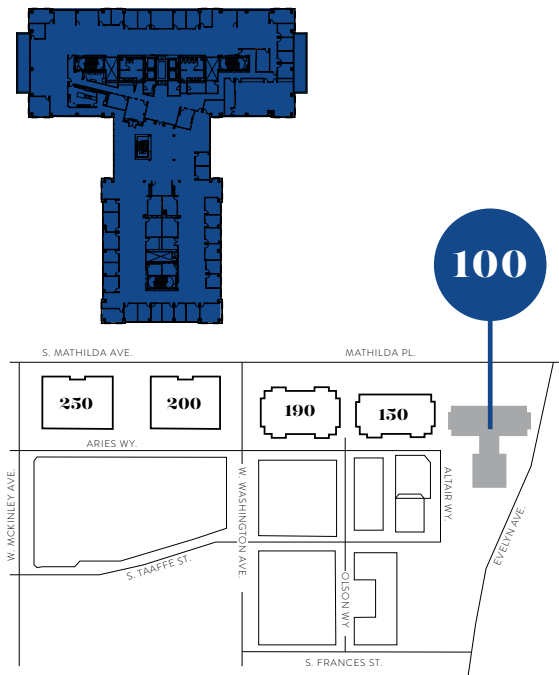 100
S. MATHILDA AVE.
MATHILDA PL.
250
200
190
150
ARIES WY.
W. MCKINLEY AVE.
W. WASHINGTON AVE.
ALTAIR WY.
EVELYN AVE.
S. TAAFFE ST.
OLSON WY
S. FRANCES ST.